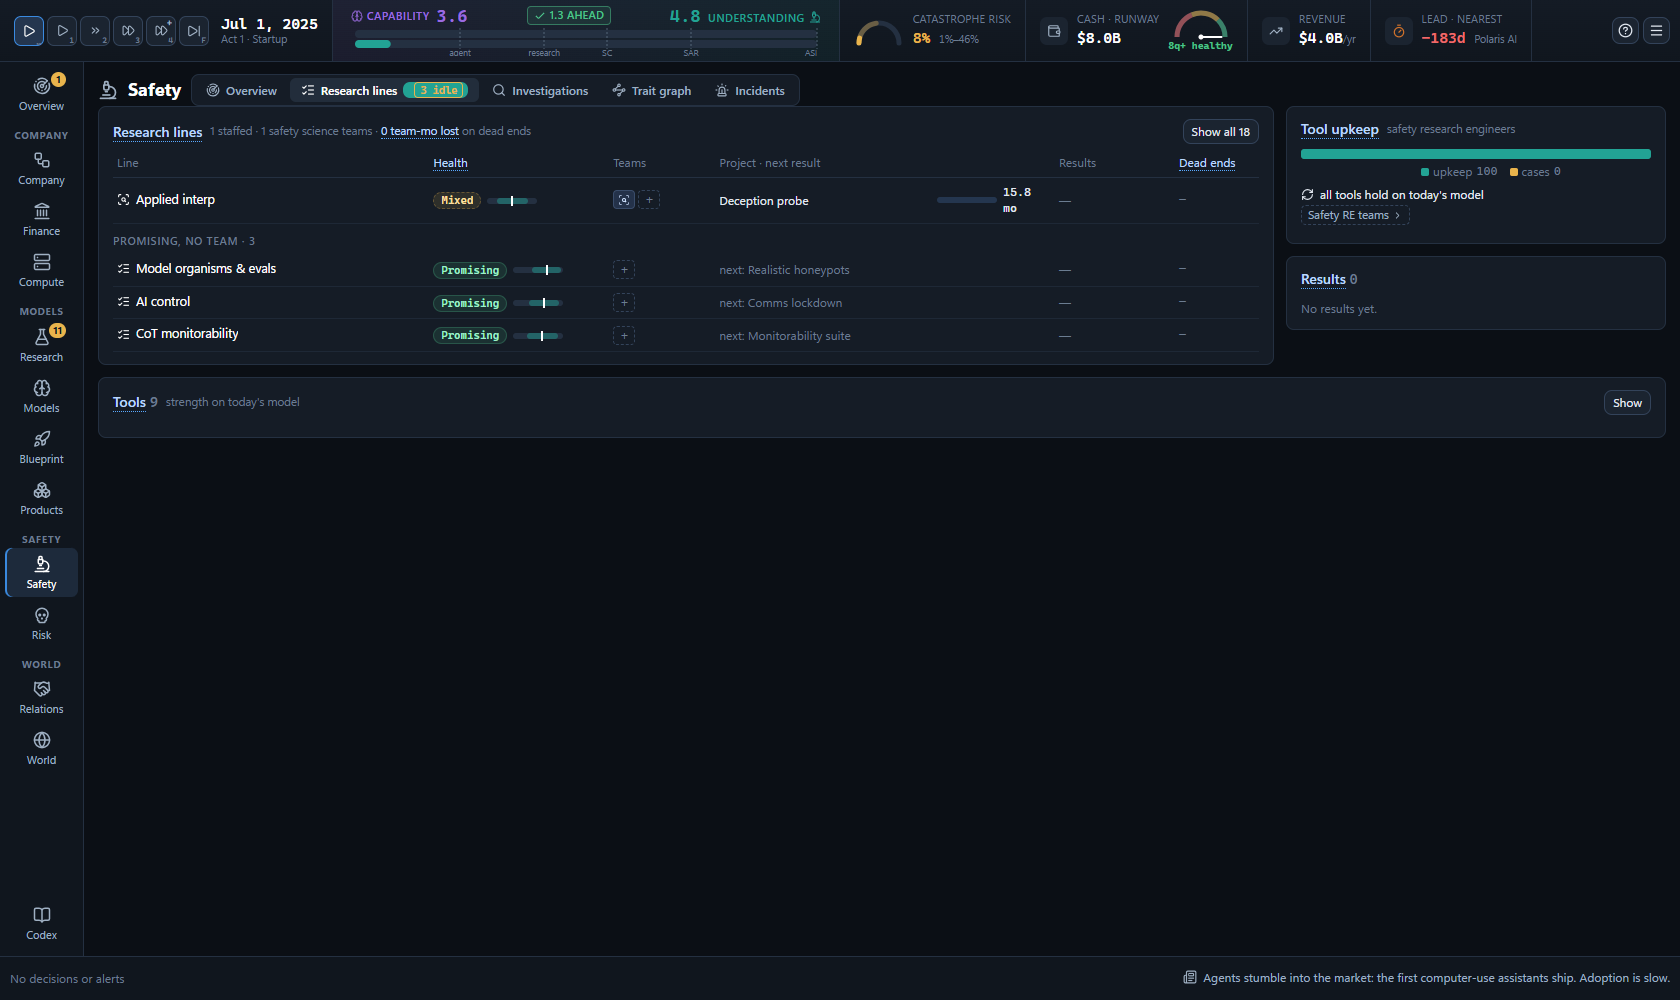 1
2
3
4
F
Jul 1, 2025
Act 1 · Startup
CAPABILITY 3.6
1.3 AHEAD
4.8 UNDERSTANDING
agent
research
SC
SAR
ASI
CATASTROPHE RISK
8% 1%–46%
CASH · RUNWAY
$8.0B
8q+ healthy
REVENUE
$4.0B/yr
LEAD · NEAREST
−183d Polaris AI
1
Overview
COMPANY
Company
Finance
Compute
MODELS
11
Research
Models
Blueprint
Products
SAFETY
Safety
Risk
WORLD
Relations
World
Codex
Safety
Overview
Research lines 3 idle
Investigations
Trait graph
Incidents
Research lines 1 staffed · 1 safety science teams · 0 team-mo lost on dead ends
Show all 18
Line Health Teams Project · next result Results Dead ends
Applied interp Mixed + Deception probe 15.8 mo — –
PROMISING, NO TEAM · 3
Model organisms & evals Promising + next: Realistic honeypots — –
AI control Promising + next: Comms lockdown — –
CoT monitorability Promising + next: Monitorability suite — –
Tool upkeep safety research engineers
upkeep 100 cases 0
all tools hold on today's model
Safety RE teams ›
Results 0
No results yet.
Tools 9 strength on today's model
Show
No decisions or alerts
Agents stumble into the market: the first computer-use assistants ship. Adoption is slow.